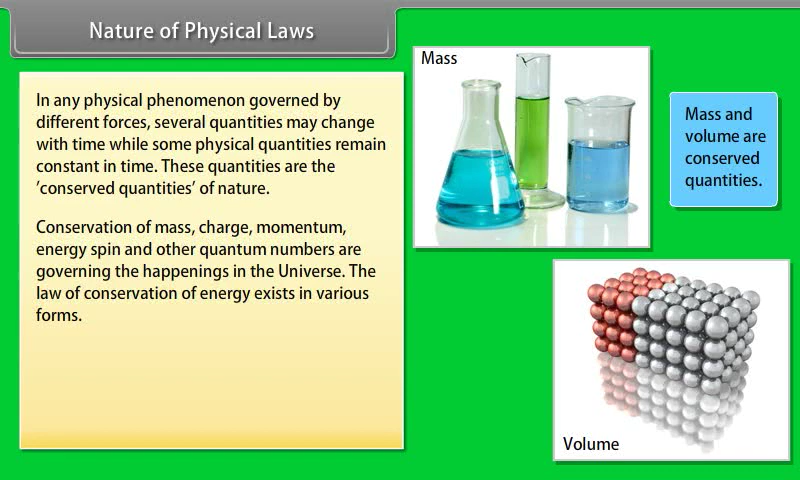 Nature of Physical Laws
In any physical phenomenon governed by
different forces, several quantities may change
with time while some physical quantities remain
constant in time. These quantities are the
‘conserved quantities’ of nature.
Conservation of mass, charge, momentum,
energy spin and other quantum numbers are
governing the happenings in the Universe. The
law of conservation of energy exists in various
forms.
Mass
Mass and
volume are
conserved
quantities.
Volume